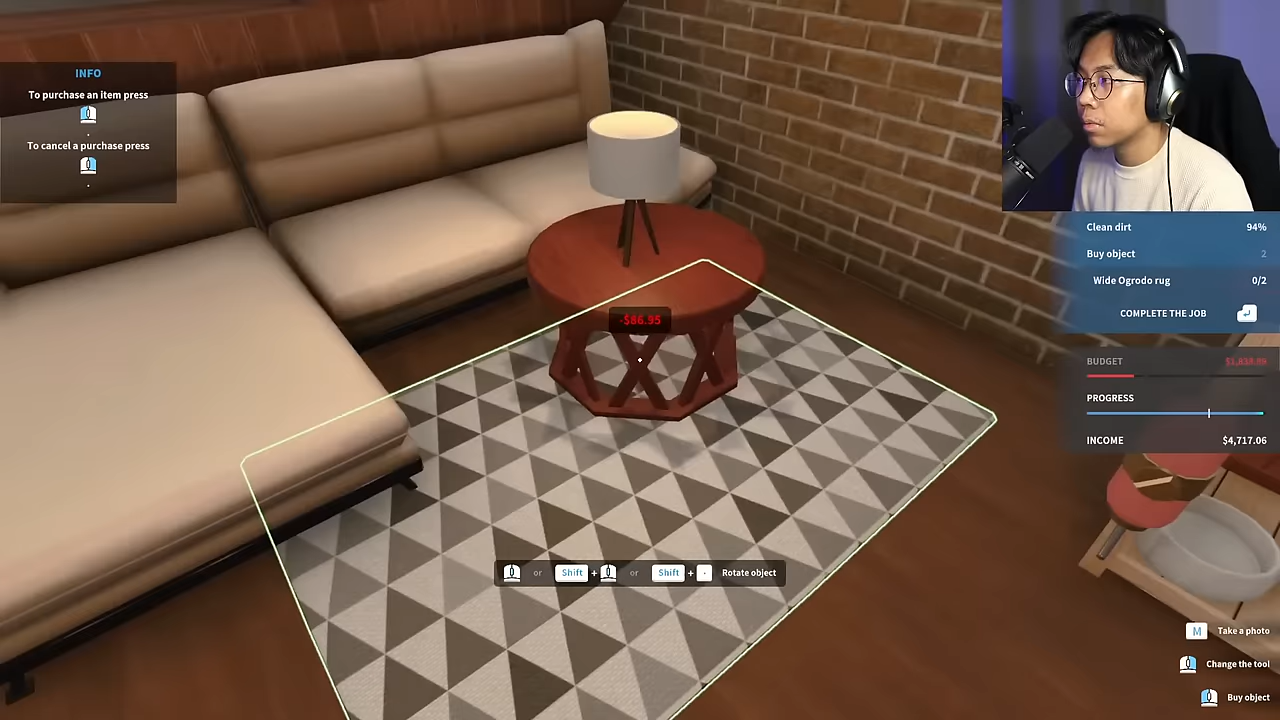 INFO
To purchase an item press
.
To cancel a purchase press
.
Clean dirt 94%
Buy object 2
Wide Ogrodo rug 0/2
COMPLETE THE JOB
-$86.95
BUDGET
PROGRESS
INCOME $4,717.06
or Shift + or Shift + · Rotate object
M Take a photo
Change the tool
Buy object